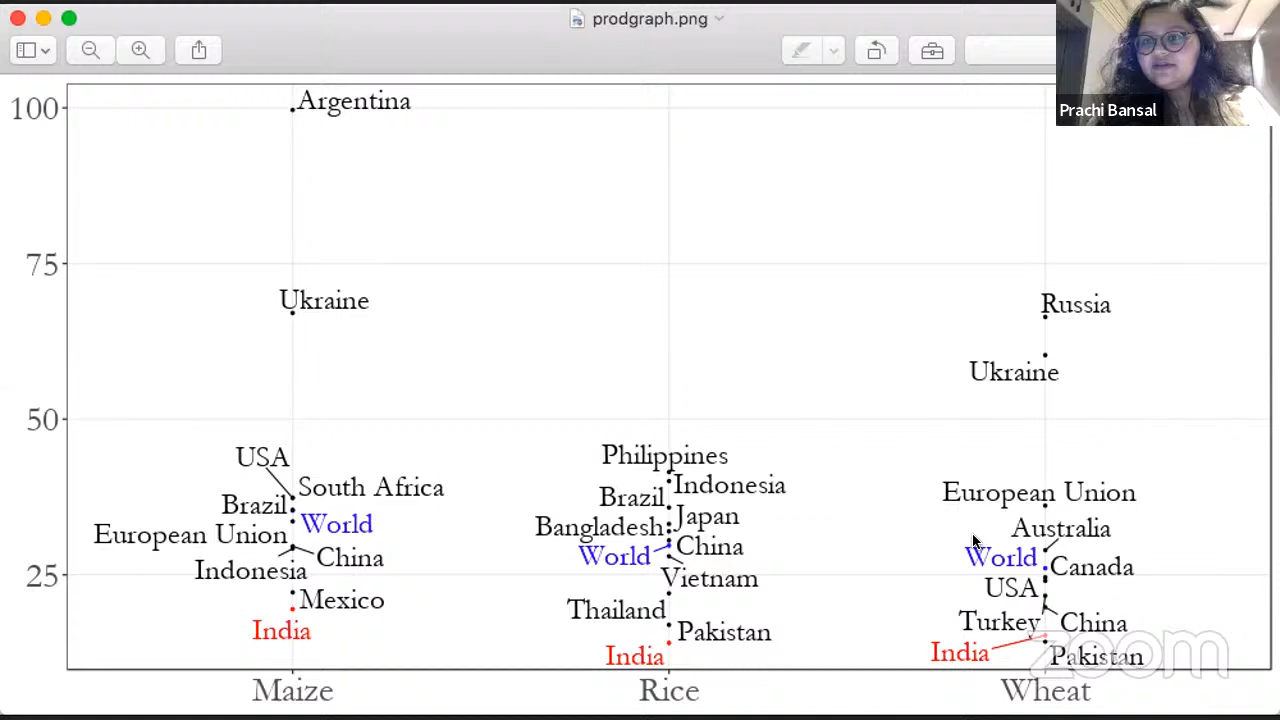 prodgraph.png
Prachi Bansal
100
75
50
25
Argentina
Ukraine
USA
South Africa
Brazil
World
European Union
China
Indonesia
Mexico
India
Philippines
Indonesia
Brazil
Japan
Bangladesh
China
World
Vietnam
Thailand
Pakistan
India
Russia
Ukraine
European Union
Australia
World
Canada
USA
China
Turkey
India
Pakistan
Maize
Rice
Wheat
zoom